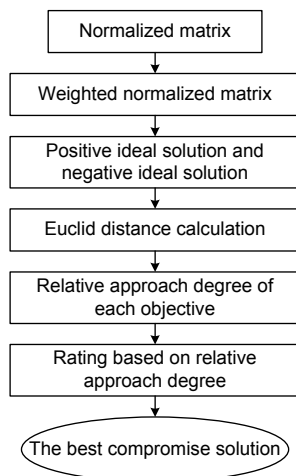 Normalized matrix
Weighted normalized matrix
Positive ideal solution and
negative ideal solution
Euclid distance calculation
Relative approach degree of
each objective
Rating based on relative
approach degree
The best compromise solution